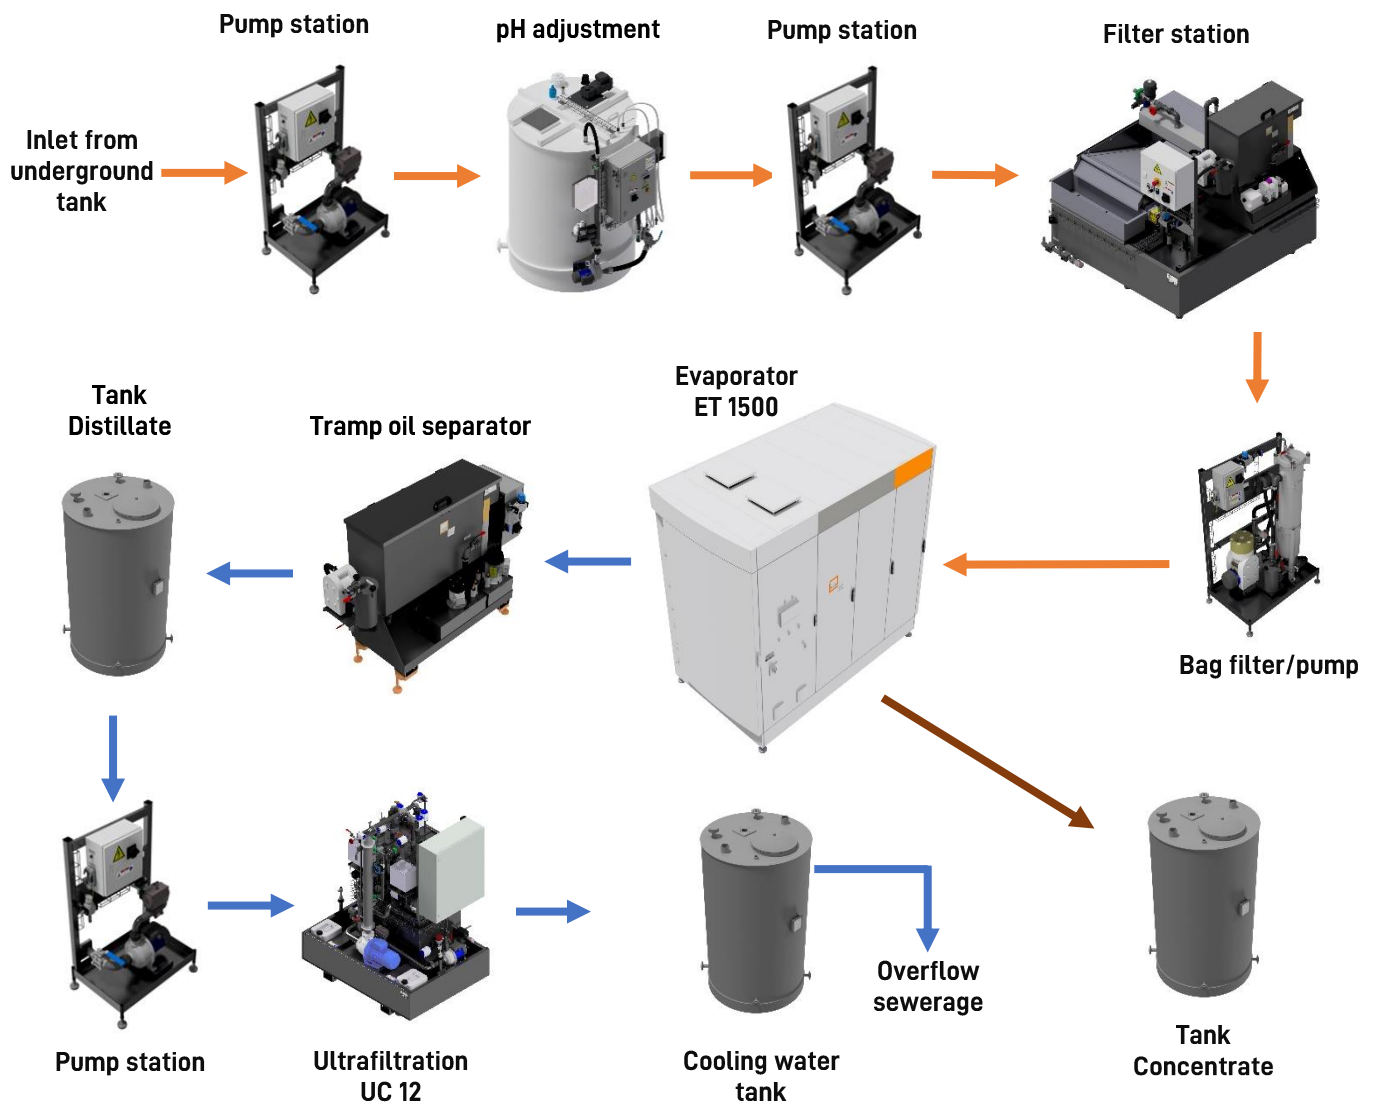 Pump station
pH adjustment
Pump station
Filter station
Inlet from
underground
tank
Evaporator
ET 1500
Tank
Distillate
Tramp oil separator
Bag filter/pump
Overflow
sewerage
Pump station
Ultrafiltration
UC 12
Cooling water
tank
Tank
Concentrate